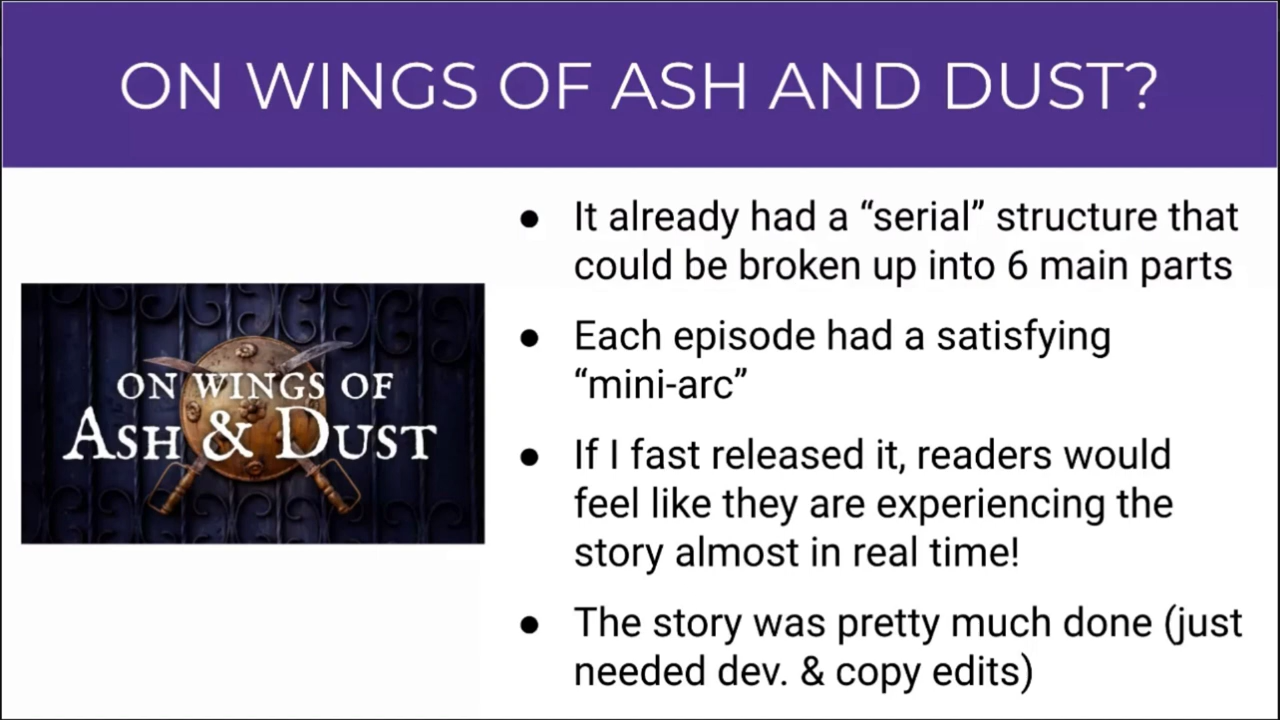 ON WINGS OF ASH AND DUST?
ON WINGS OF
ASH & DUST
● It already had a “serial” structure that
could be broken up into 6 main parts
● Each episode had a satisfying
“mini-arc”
● If I fast released it, readers would
feel like they are experiencing the
story almost in real time!
● The story was pretty much done (just
needed dev. & copy edits)